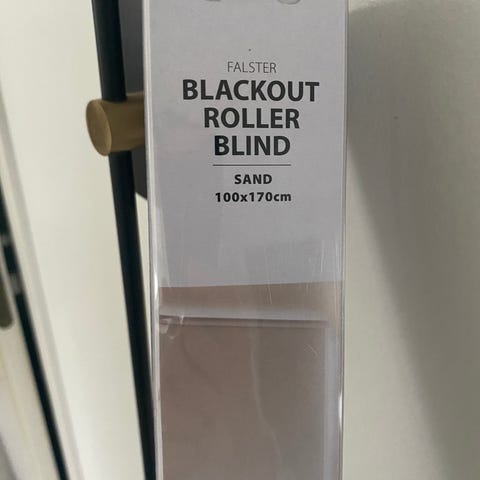 FALSTER
BLACKOUT
ROLLER
BLIND
SAND
100x170cm